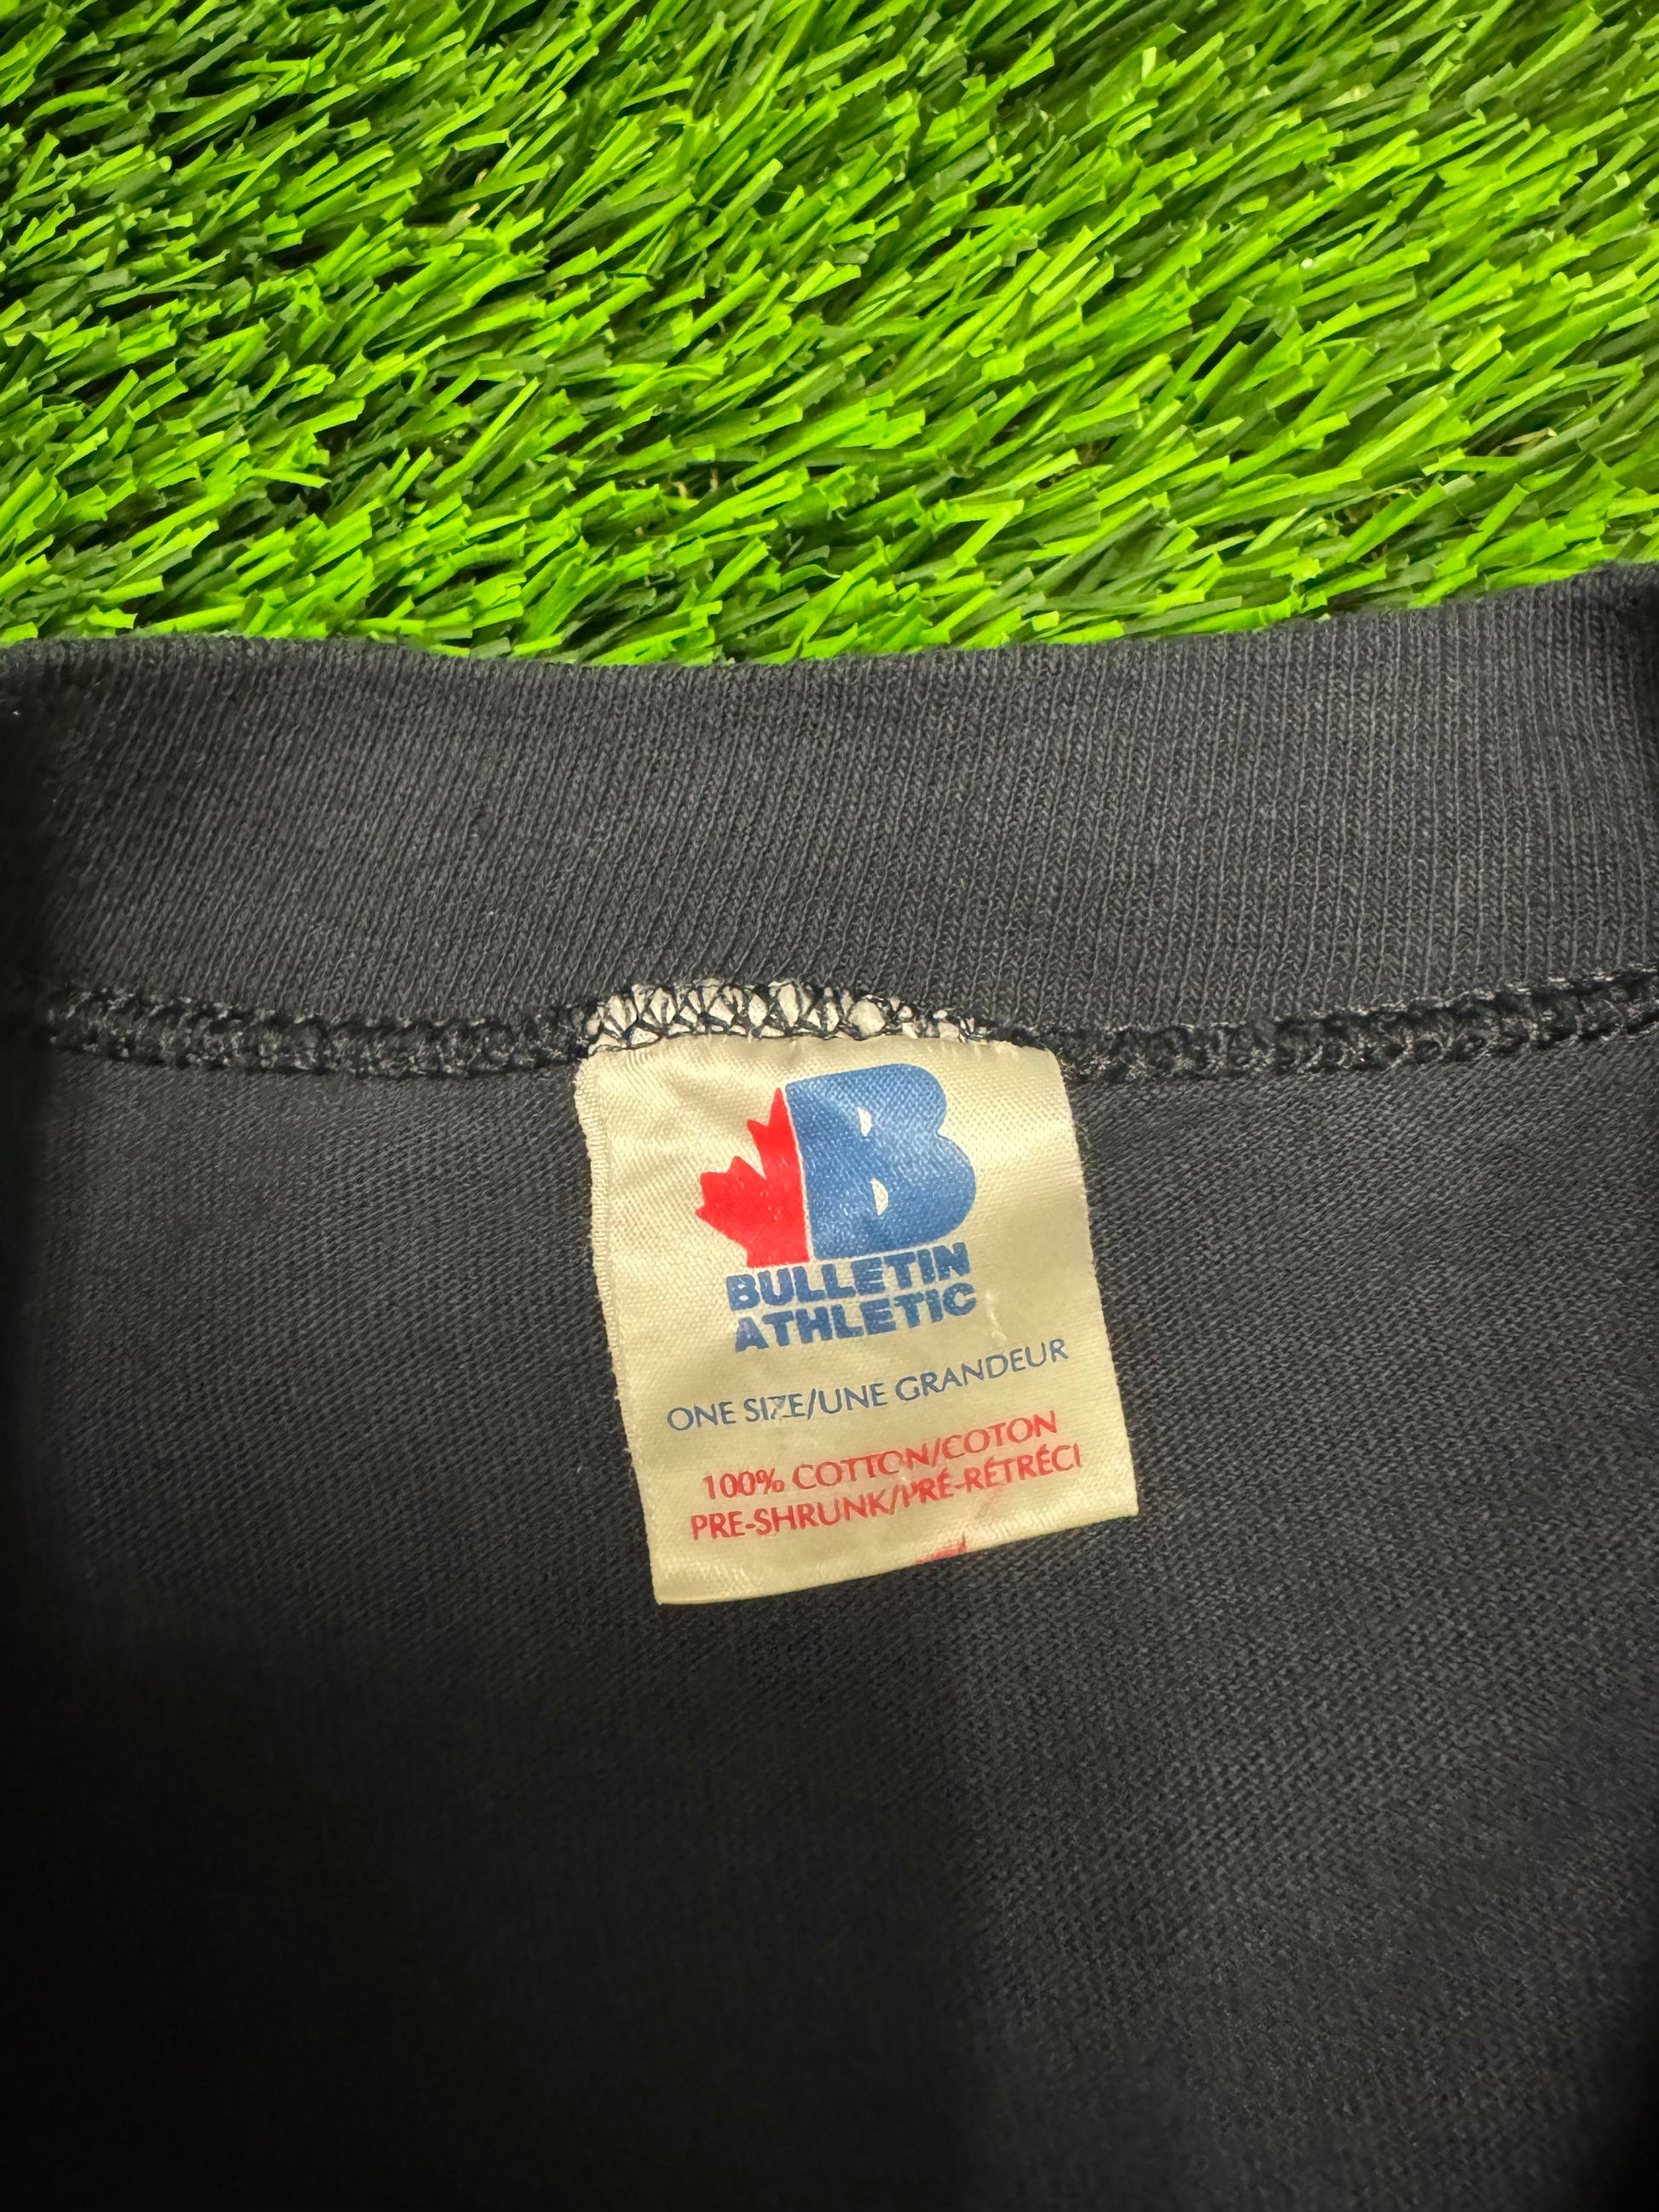 B
BULLETIN
ATHLETIC
ONE SIZE/UNE GRANDEUR
100% COTTON/COTON
PRE-SHRUNK/PRÉ-RÉTRÉCI